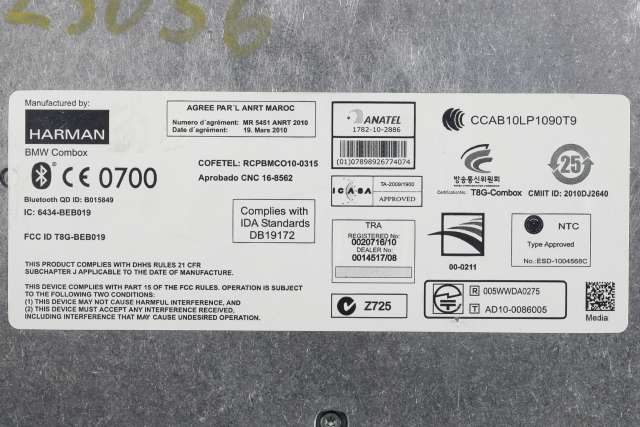 25056
Manufactured by:
HARMAN
BMW Combox
CE 0700
Bluetooth QD ID: B015849
IC: 6434-BEB019
FCC ID T8G-BEB019
AGREE PAR´L ANRT MAROC
Numero d´agrément: MR 5451 ANRT 2010
Date d´agrément: 19. Mars 2010
COFETEL: RCPBMCO10-0315
Aprobado CNC 16-8562
Complies with
IDA Standards
DB19172
THIS PRODUCT COMPLIES WITH DHHS RULES 21 CFR
SUBCHAPTER J APPLICABLE TO THE DATE OF MANUFACTURE.
THIS DEVICE COMPLIES WITH PART 15 OF THE FCC RULES. OPERATION IS SUBJECT
TO THE FOLLOWING TWO CONDITIONS:
(1) THIS DEVICE MAY NOT CAUSE HARMFUL INTERFERENCE, AND
(2) THIS DEVICE MUST ACCEPT ANY INTERFERENCE RECEIVED,
INCLUDING INTERFERENCE THAT MAY CAUSE UNDESIRED OPERATION.
ANATEL
1782-10-2886
(01)07898926774074
ICASA
TA-2009/1900
APPROVED
TRA
REGISTERED No:
0020716/10
DEALER No:
0014517/08
Z725
CCAB10LP1090T9
방송통신위원회
Certification No.: T8G-Combox
25
CMIIT ID: 2010DJ2640
00-0211
NTC
Type Approved
No.: ESD-1004568C
R 005WWDA0275
T AD10-0086005
Media